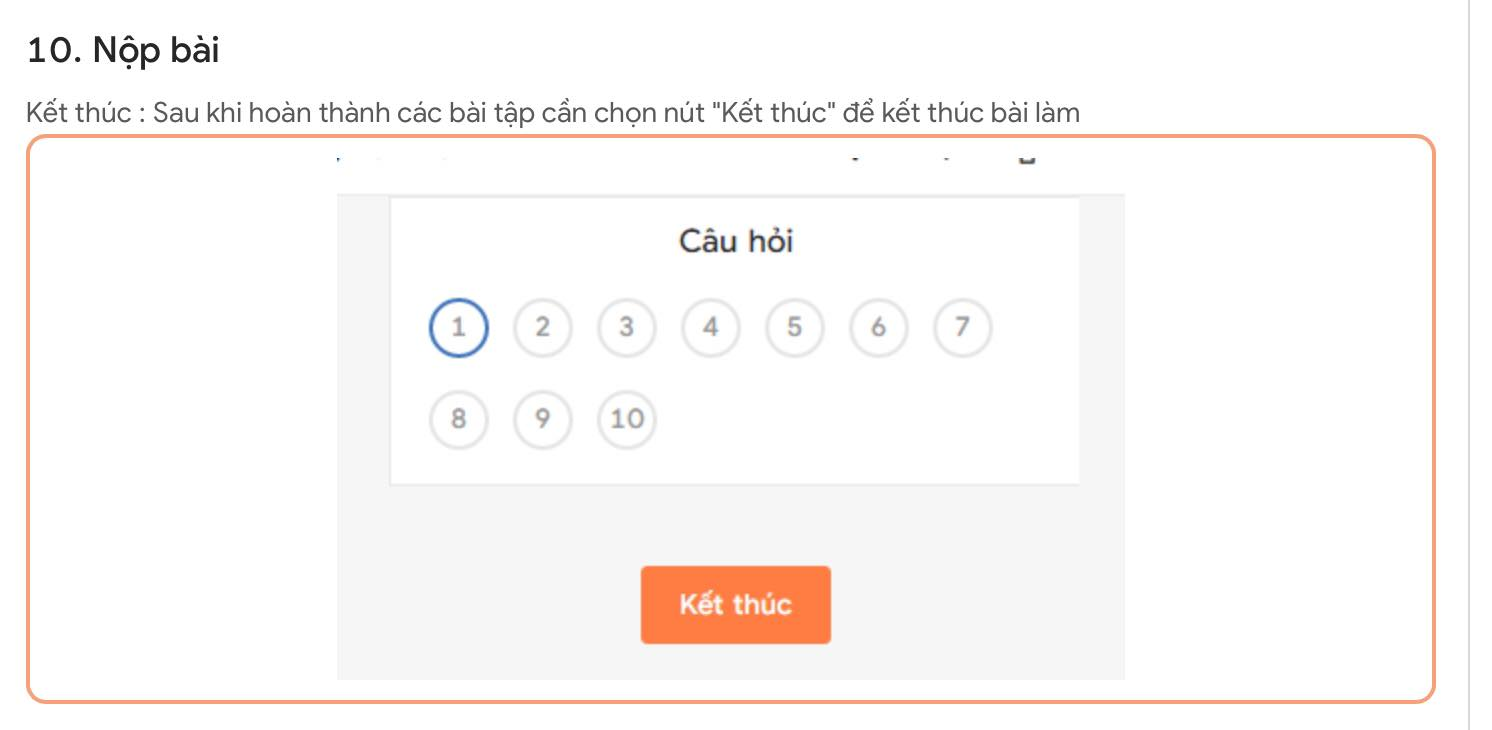 10. Nộp bài
Kết thúc : Sau khi hoàn thành các bài tập cần chọn nút "Kết thúc" để kết thúc bài làm
Câu hỏi
1 2 3 4 5 6 7
8 9 10
Kết thúc